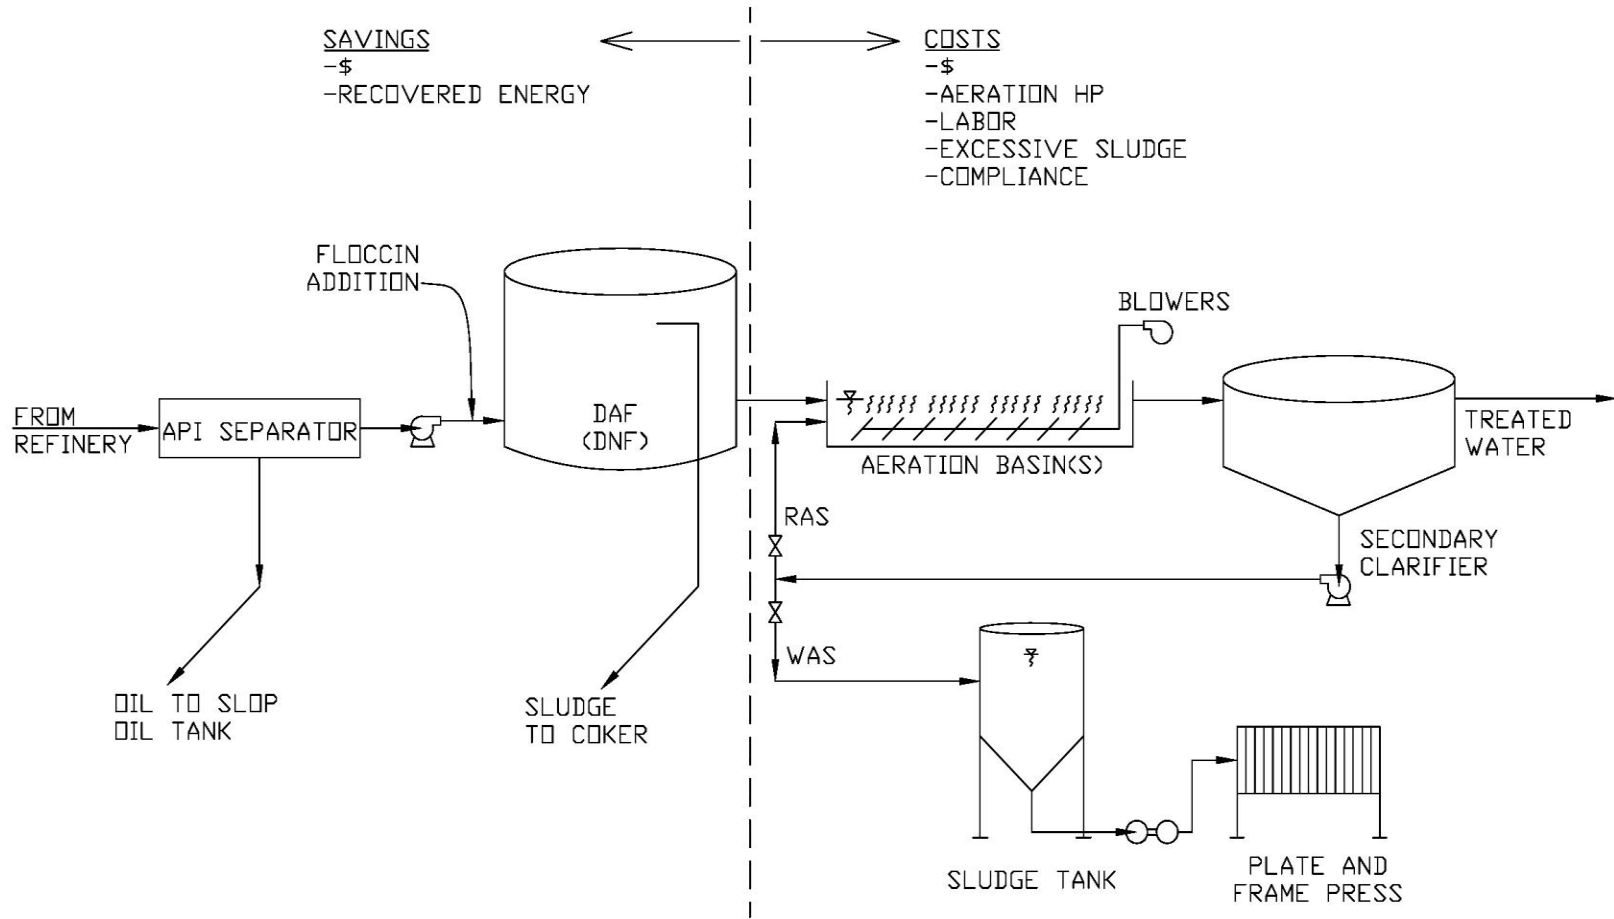 SAVINGS
-$
-RECOVERED ENERGY
COSTS
-$
-AERATION HP
-LABOR
-EXCESSIVE SLUDGE
-COMPLIANCE
FLOCCIN
ADDITION
BLOWERS
FROM
REFINERY
API SEPARATOR
DAF
(DNF)
AERATION BASIN(S)
TREATED
WATER
RAS
SECONDARY
CLARIFIER
WAS
OIL TO SLOP
OIL TANK
SLUDGE
TO COKER
SLUDGE TANK
PLATE AND
FRAME PRESS